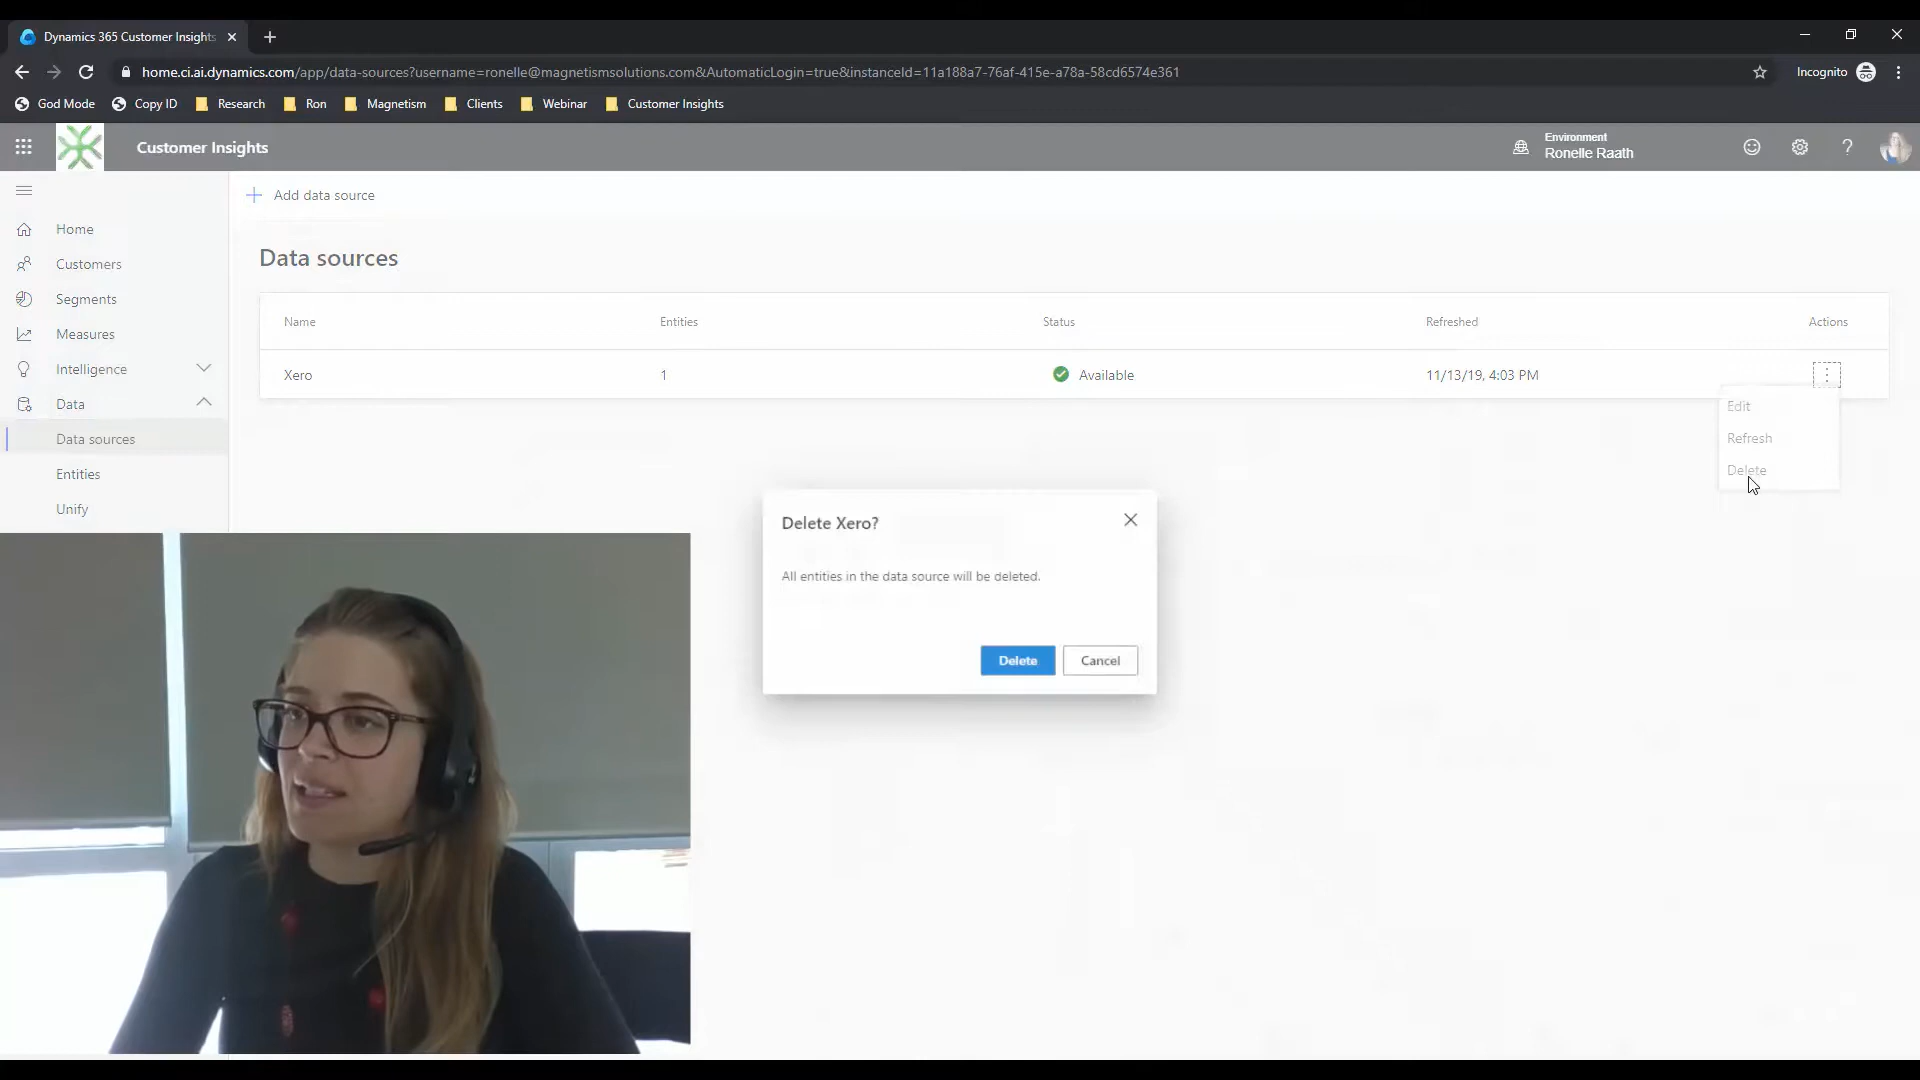 Dynamics 365 Customer Insights
home.ci.ai.dynamics.com/app/data-sources?username=ronelle@magnetismsolutions.com&AutomaticLogin=true&instanceId=11a188a7-76af-415e-a78a-58cd6574e361
Incognito
God Mode
Copy ID
Research
Ron
Magnetism
Clients
Webinar
Customer Insights
Customer Insights
Environment
Ronelle Raath
Add data source
Home
Customers
Segments
Measures
Intelligence
Data
Data sources
Entities
Unify
Data sources
Name Entities Status Refreshed Actions
Xero 1 Available 11/13/19, 4:03 PM
Edit
Refresh
Delete
Delete Xero?
All entities in the data source will be deleted.
Delete Cancel